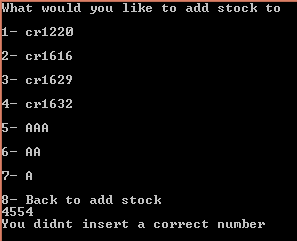 What would you like to add stock to
1- cr1220
2- cr1616
3- cr1629
4- cr1632
5- AAA
6- AA
7- A
8- Back to add stock
4554
You didnt insert a correct number